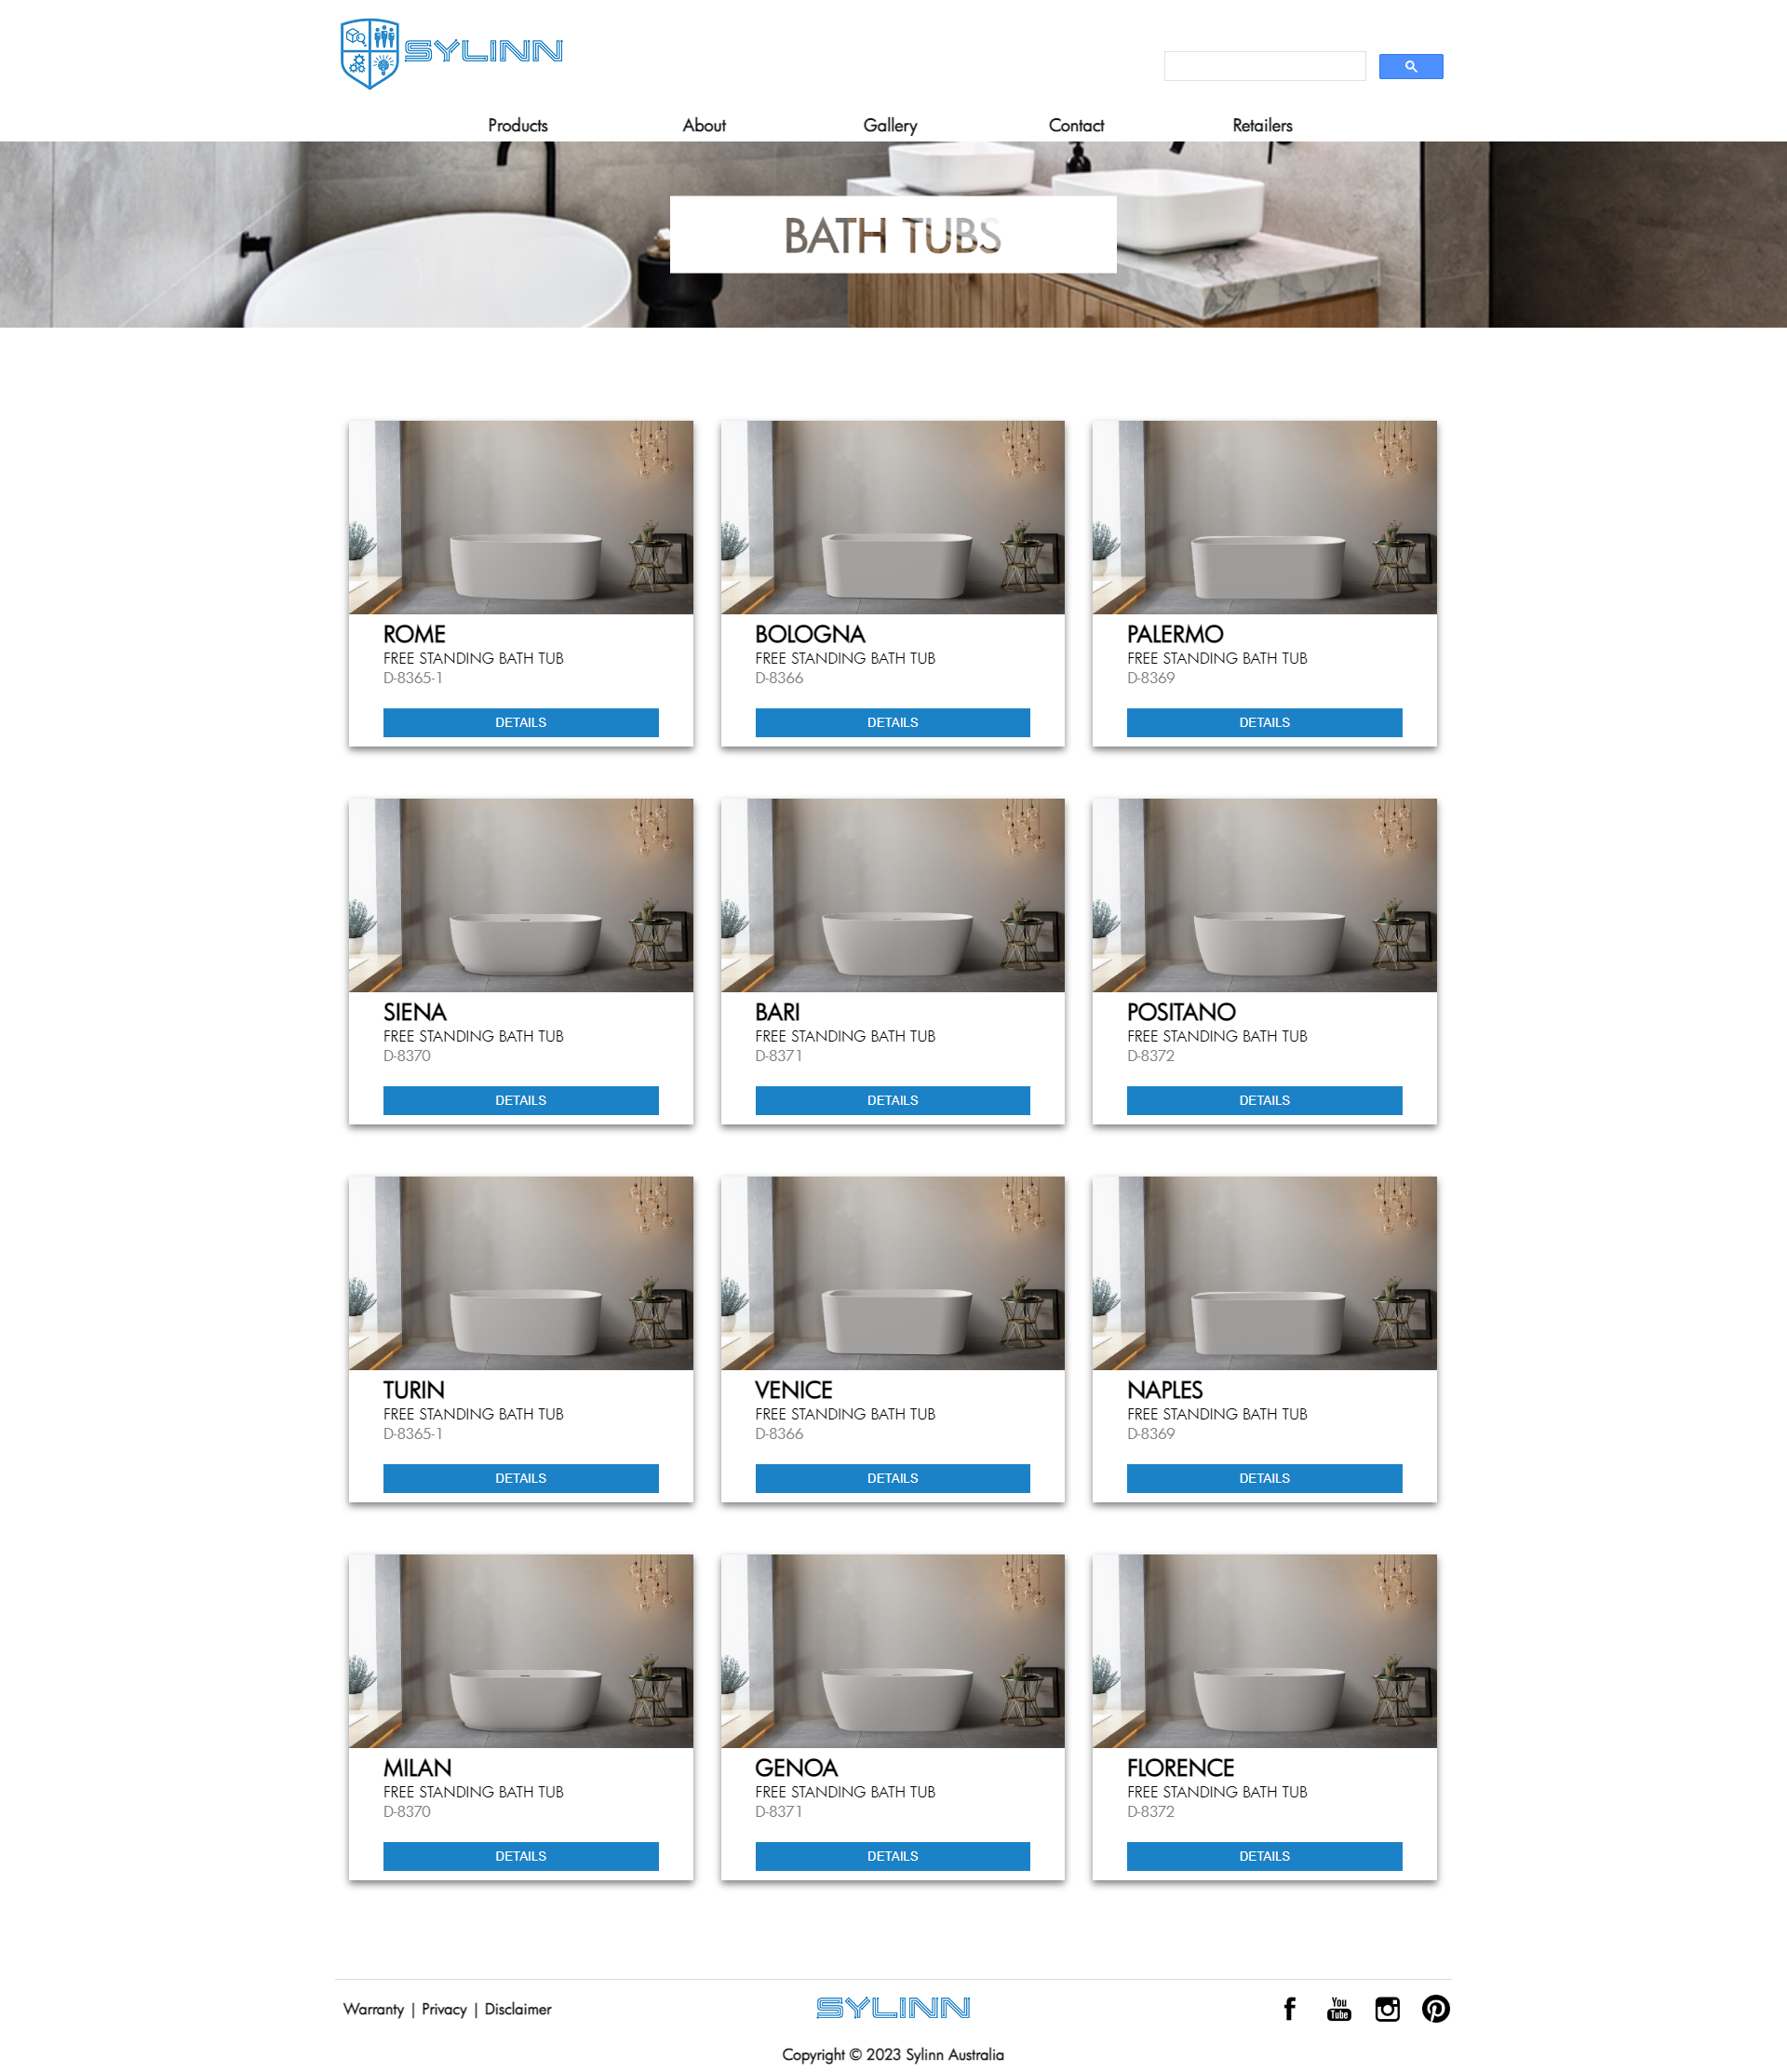 SYLINN
Products About Gallery Contact Retailers
BATH TUBS
ROME
FREE STANDING BATH TUB
D-8365-1
DETAILS
BOLOGNA
FREE STANDING BATH TUB
D-8366
DETAILS
PALERMO
FREE STANDING BATH TUB
D-8369
DETAILS
SIENA
FREE STANDING BATH TUB
D-8370
DETAILS
BARI
FREE STANDING BATH TUB
D-8371
DETAILS
POSITANO
FREE STANDING BATH TUB
D-8372
DETAILS
TURIN
FREE STANDING BATH TUB
D-8365-1
DETAILS
VENICE
FREE STANDING BATH TUB
D-8366
DETAILS
NAPLES
FREE STANDING BATH TUB
D-8369
DETAILS
MILAN
FREE STANDING BATH TUB
D-8370
DETAILS
GENOA
FREE STANDING BATH TUB
D-8371
DETAILS
FLORENCE
FREE STANDING BATH TUB
D-8372
DETAILS
Warranty | Privacy | Disclaimer
SYLINN
You
Tube
Copyright © 2023 Sylinn Australia